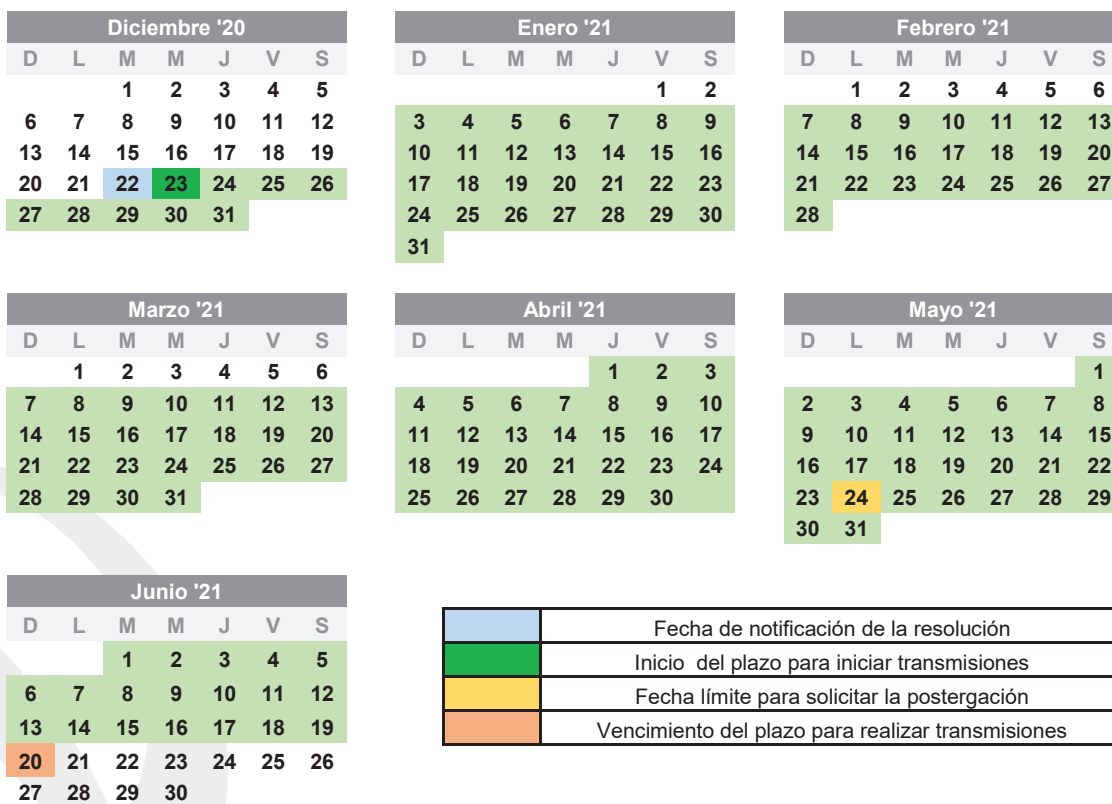 Diciembre '20
D L M M J V S
1 2 3 4 5
6 7 8 9 10 11 12
13 14 15 16 17 18 19
20 21 22 23 24 25 26
27 28 29 30 31
Enero '21
D L M M J V S
1 2
3 4 5 6 7 8 9
10 11 12 13 14 15 16
17 18 19 20 21 22 23
24 25 26 27 28 29 30
31
Febrero '21
D L M M J V S
1 2 3 4 5 6
7 8 9 10 11 12 13
14 15 16 17 18 19 20
21 22 23 24 25 26 27
28
Marzo '21
D L M M J V S
1 2 3 4 5 6
7 8 9 10 11 12 13
14 15 16 17 18 19 20
21 22 23 24 25 26 27
28 29 30 31
Abril '21
D L M M J V S
1 2 3
4 5 6 7 8 9 10
11 12 13 14 15 16 17
18 19 20 21 22 23 24
25 26 27 28 29 30
Mayo '21
D L M M J V S
1
2 3 4 5 6 7 8
9 10 11 12 13 14 15
16 17 18 19 20 21 22
23 24 25 26 27 28 29
30 31
Junio '21
D L M M J V S
1 2 3 4 5
6 7 8 9 10 11 12
13 14 15 16 17 18 19
20 21 22 23 24 25 26
27 28 29 30
Fecha de notificación de la resolución
Inicio del plazo para iniciar transmisiones
Fecha límite para solicitar la postergación
Vencimiento del plazo para realizar transmisiones